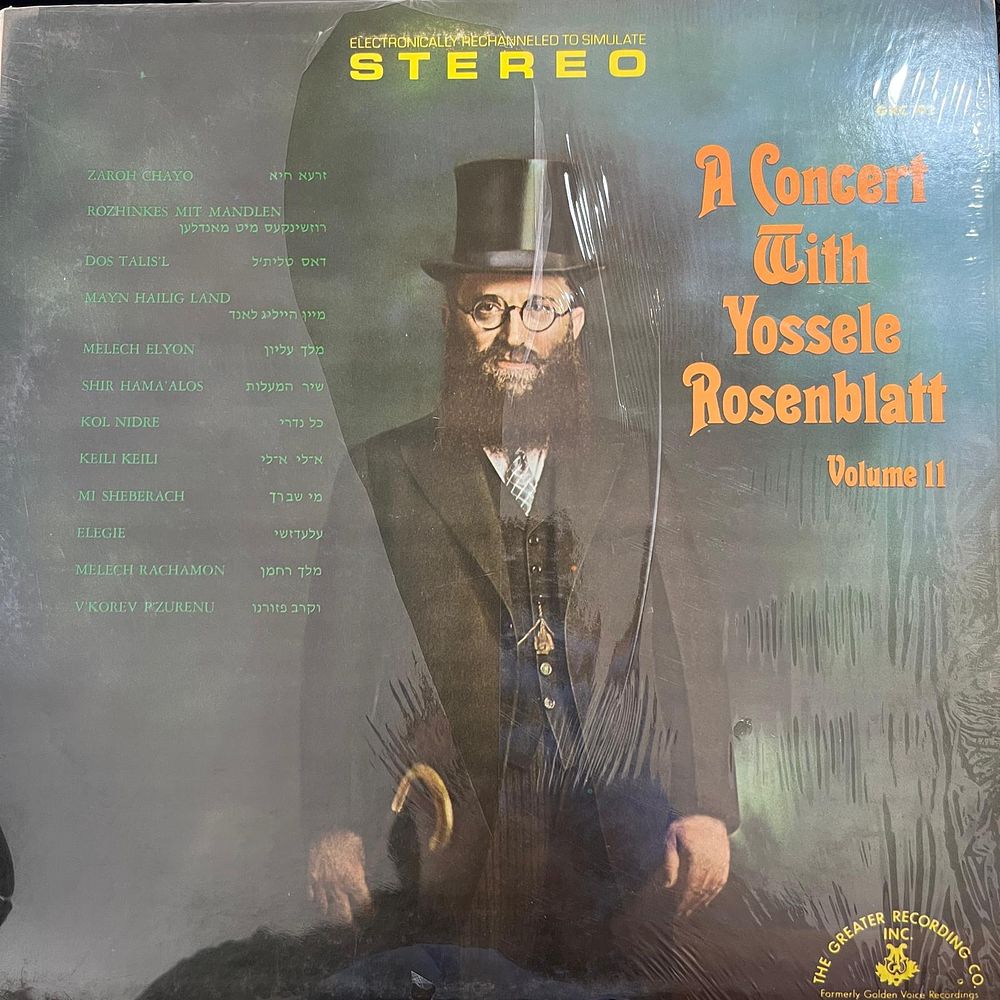 ELECTRONICALLY RECHANNELED TO SIMULATE
STEREO
A Concert
With
Yossele
Rosenblatt
Volume 11
ZAROH CHAYO זרעא חיא
ROZHINKES MIT MANDLEN
רוזשינקעס מיט מאנדלען
DOS TALIS'L דאס טלית'ל
MAYN HAILIG LAND
מיין הייליג לאנד
MELECH ELYON מלך עליון
SHIR HAMA'ALOS שיר המעלות
KOL NIDRE כל נדרי
KEILI KEILI א־לי א־לי
MI SHEBERACH מי שברך
ELEGIE עלעדזשי
MELECH RACHAMON מלך רחמן
V'KOREV P'ZURENU וקרב פזורנו
THE GREATER RECORDING CO.
INC.
Formerly Golden Voice Recordings